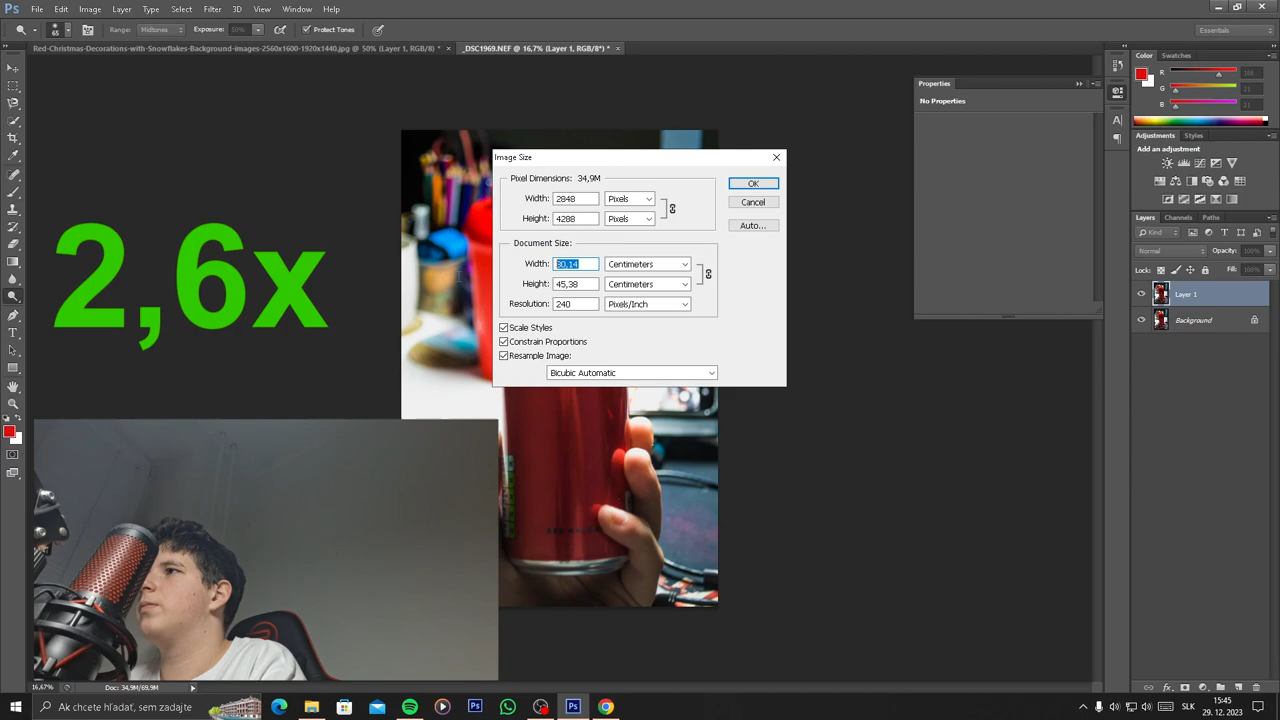 Ps File Edit Image Layer Type Select Filter 3D View Window Help
65 Range: Midtones Exposure: 50% Protect Tones Essentials
Red-Christmas-Decorations-with-Snowflakes-Background-images-2560x1600-1920x1440.jpg @ 50% (Layer 1, RGB/8) * × _DSC1969.NEF @ 16,7% (Layer 1, RGB/8*) * ×
Color Swatches
R
G
B
Properties
No Properties
Adjustments Styles
Add an adjustment
Layers Channels Paths
Kind
Normal Opacity: 100%
Lock: Fill: 100%
Layer 1
Background
2,6x
Image Size
Pixel Dimensions: 34,9M
Width: 2848 Pixels
Height: 4288 Pixels
OK
Cancel
Auto...
Document Size:
Width: 30,14 Centimeters
Height: 45,38 Centimeters
Resolution: 240 Pixels/Inch
Scale Styles
Constrain Proportions
Resample Image:
Bicubic Automatic
16,67% Doc: 34,9M/69,9M
Ak chcete hľadať, sem zadajte
SLK
15:45
29. 12. 2023